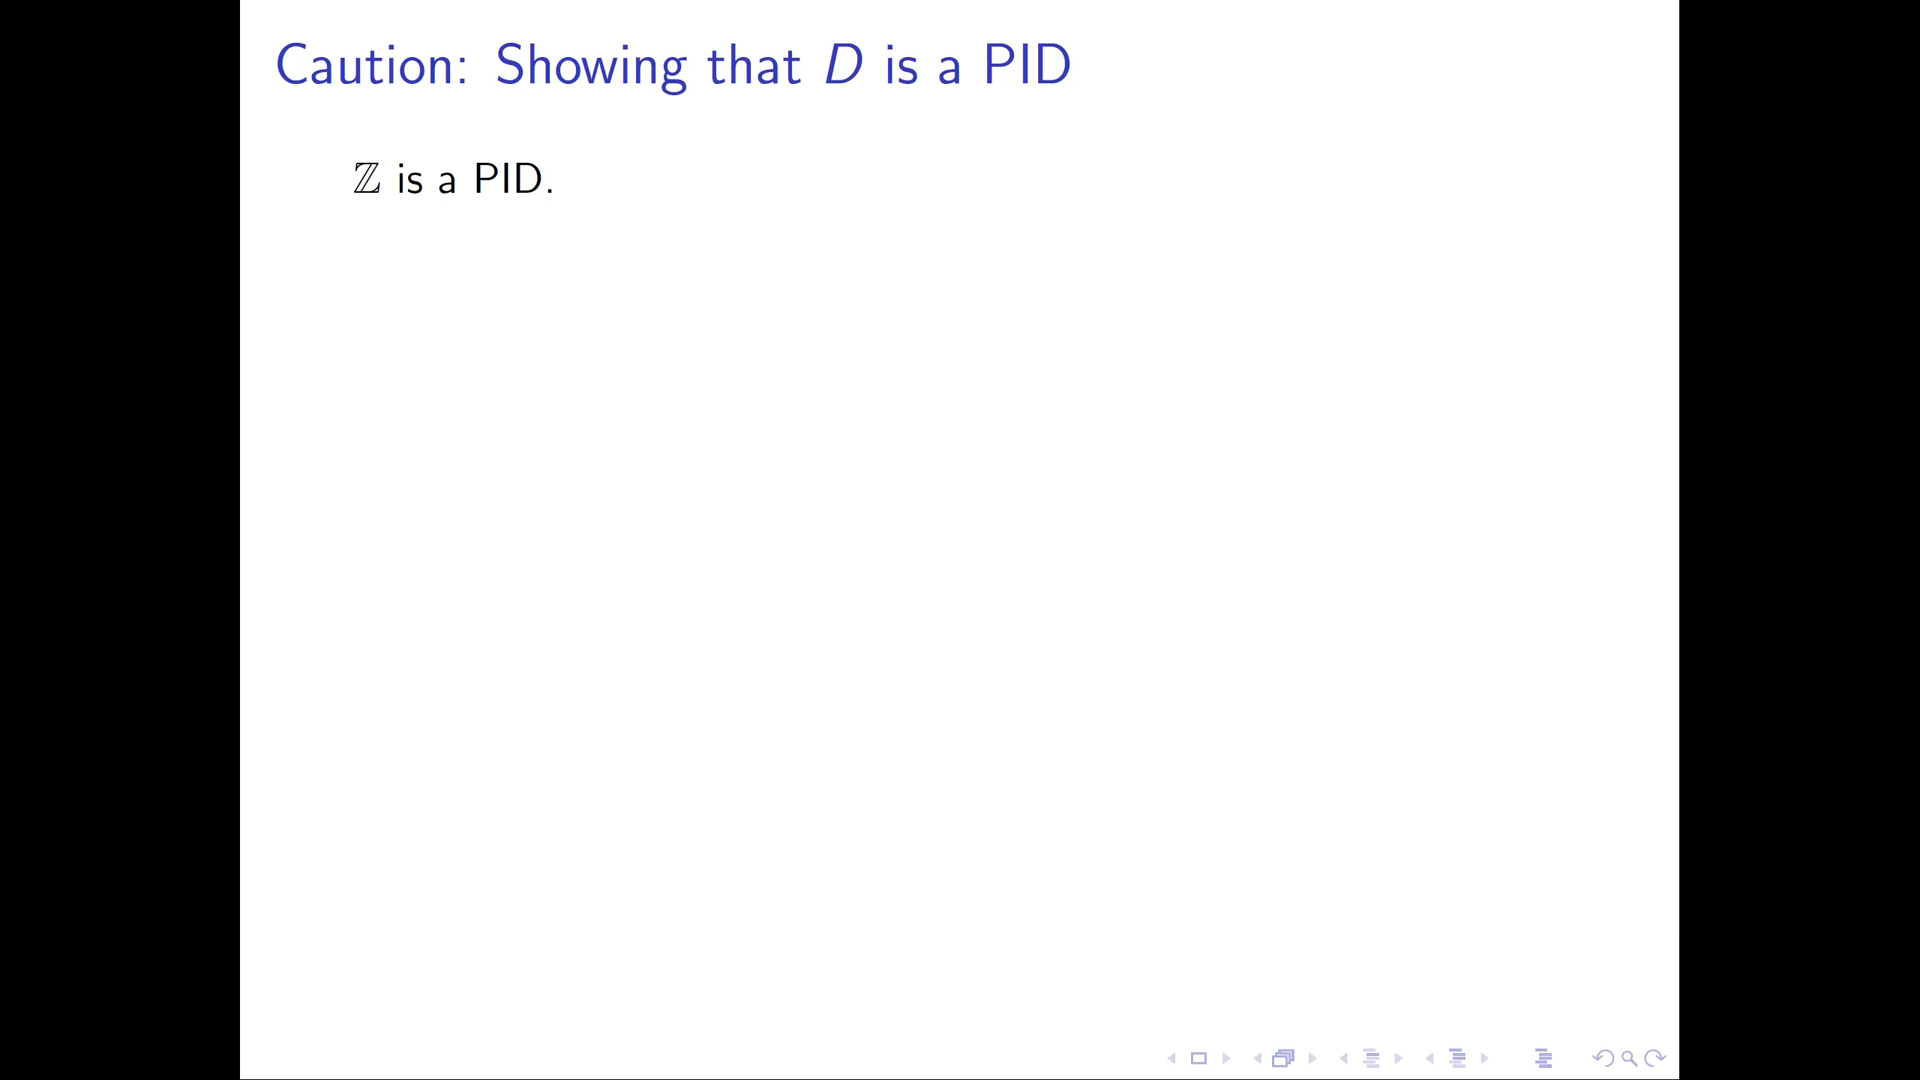 Caution: Showing that D is a PID
ℤ is a PID.